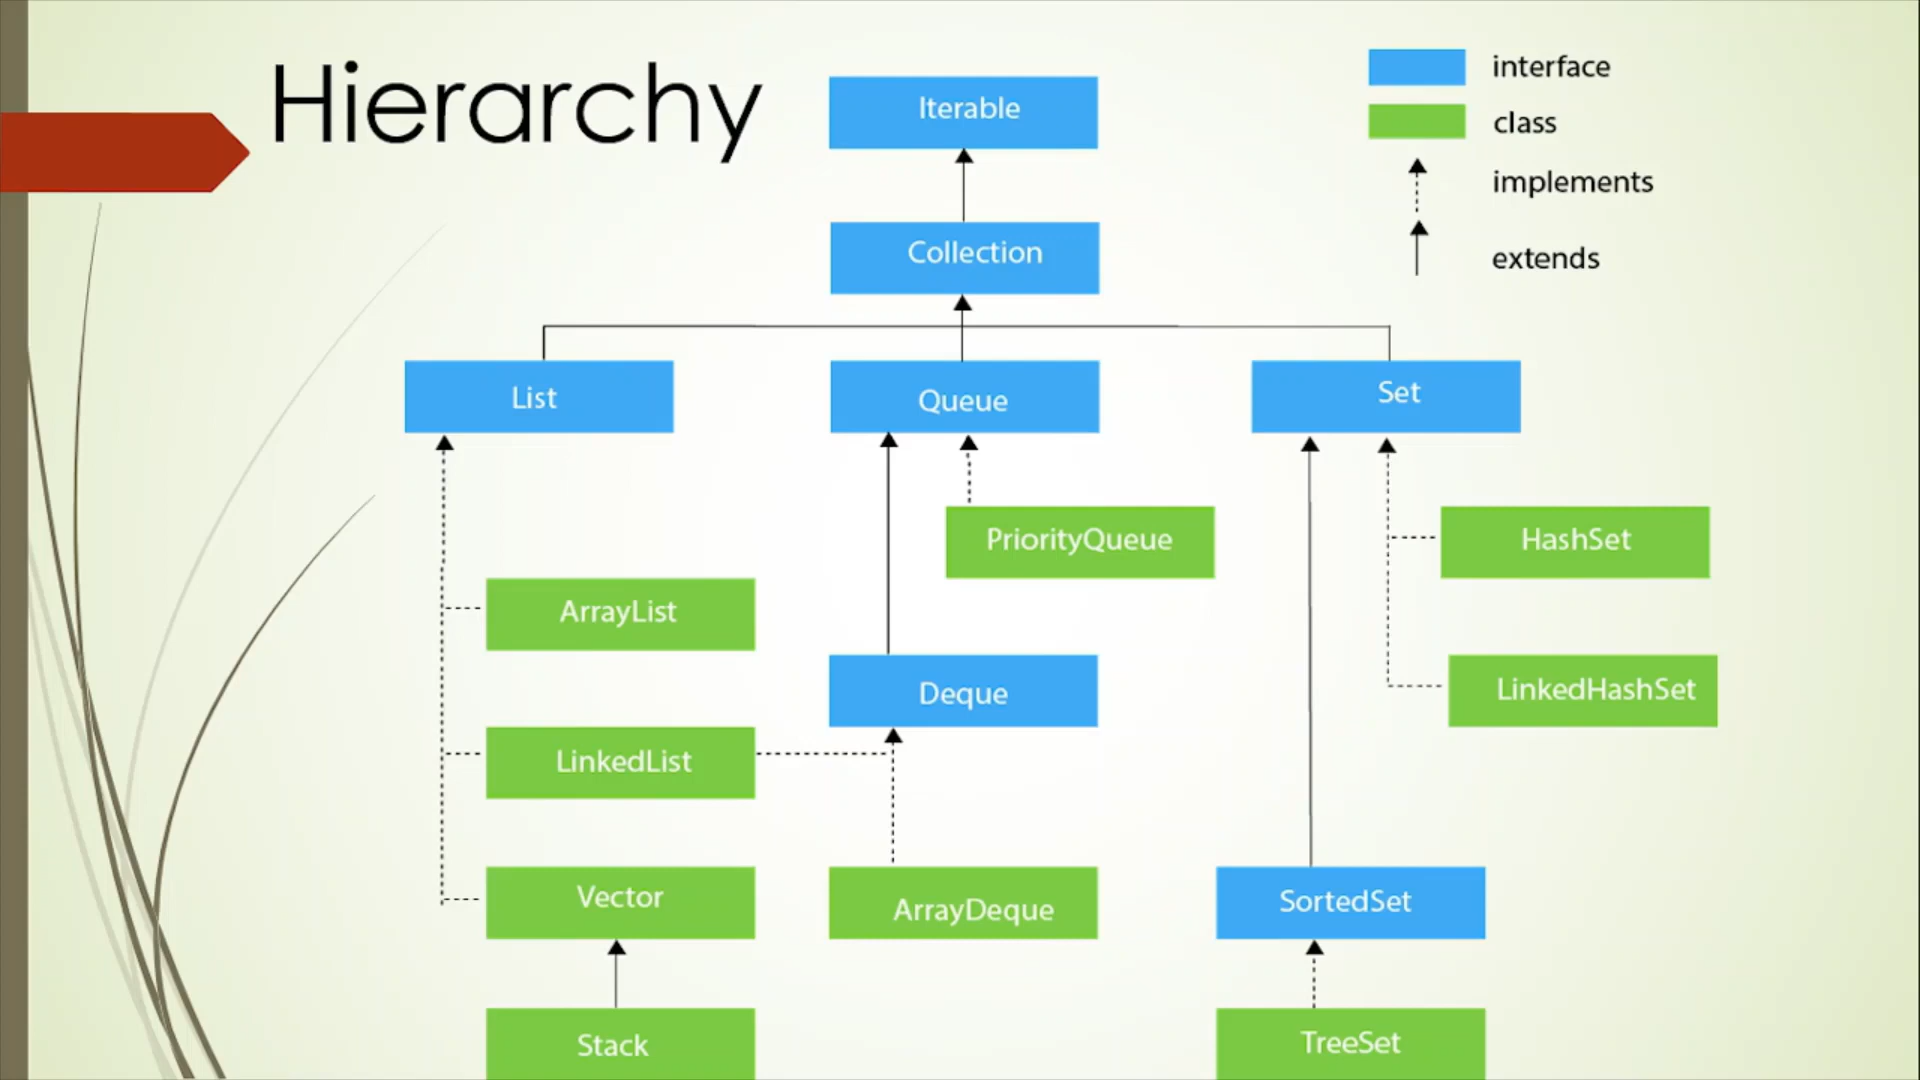 Hierarchy
Iterable
interface
class
implements
extends
Collection
List
Queue
Set
PriorityQueue
HashSet
ArrayList
Deque
LinkedHashSet
LinkedList
Vector
ArrayDeque
SortedSet
Stack
TreeSet